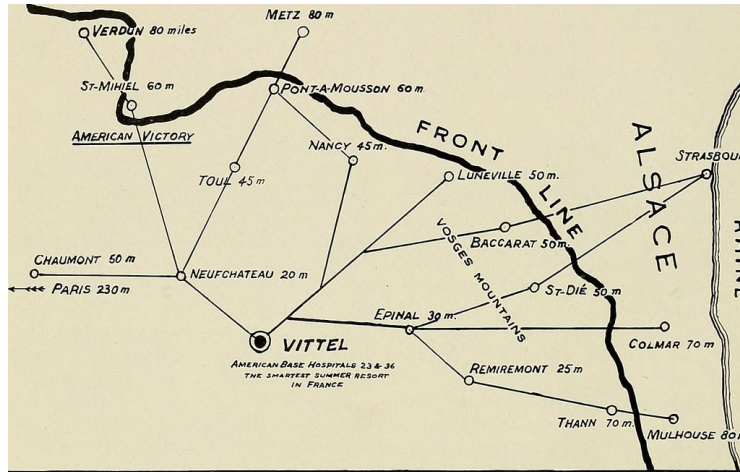 METZ 80 m
VERDUN 80 miles
ST-MIHIEL 60 m
PONT-A-MOUSSON 60 m
AMERICAN VICTORY
FRONT LINE
ALSACE
NANCY 45 m.
STRASBOU
TOUL 45 m
LUNEVILLE 50 m.
VOSGES MOUNTAINS
BACCARAT 50 m.
CHAUMONT 50 m
NEUFCHATEAU 20 m
PARIS 230 m
ST-DIÉ 50 m
RHINE
EPINAL 30 m.
VITTEL
COLMAR 70 m
AMERICAN BASE HOSPITALS 23 & 36
THE SMARTEST SUMMER RESORT
IN FRANCE
REMIREMONT 25 m
THANN 70 m.
MULHOUSE 80